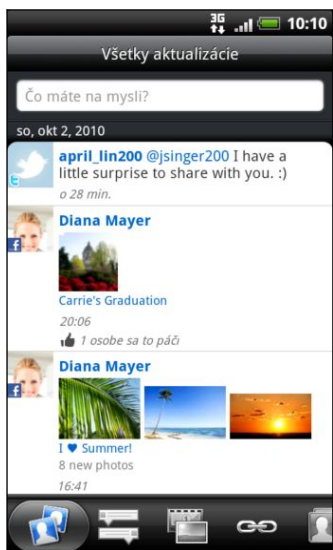 3G 10:10
Všetky aktualizácie
Čo máte na mysli?
so, okt 2, 2010
april_lin200 @jsinger200 I have a
little surprise to share with you. :)
o 28 min.
Diana Mayer
Carrie's Graduation
20:06
1 osobe sa to páči
Diana Mayer
I ♥ Summer!
8 new photos
16:41